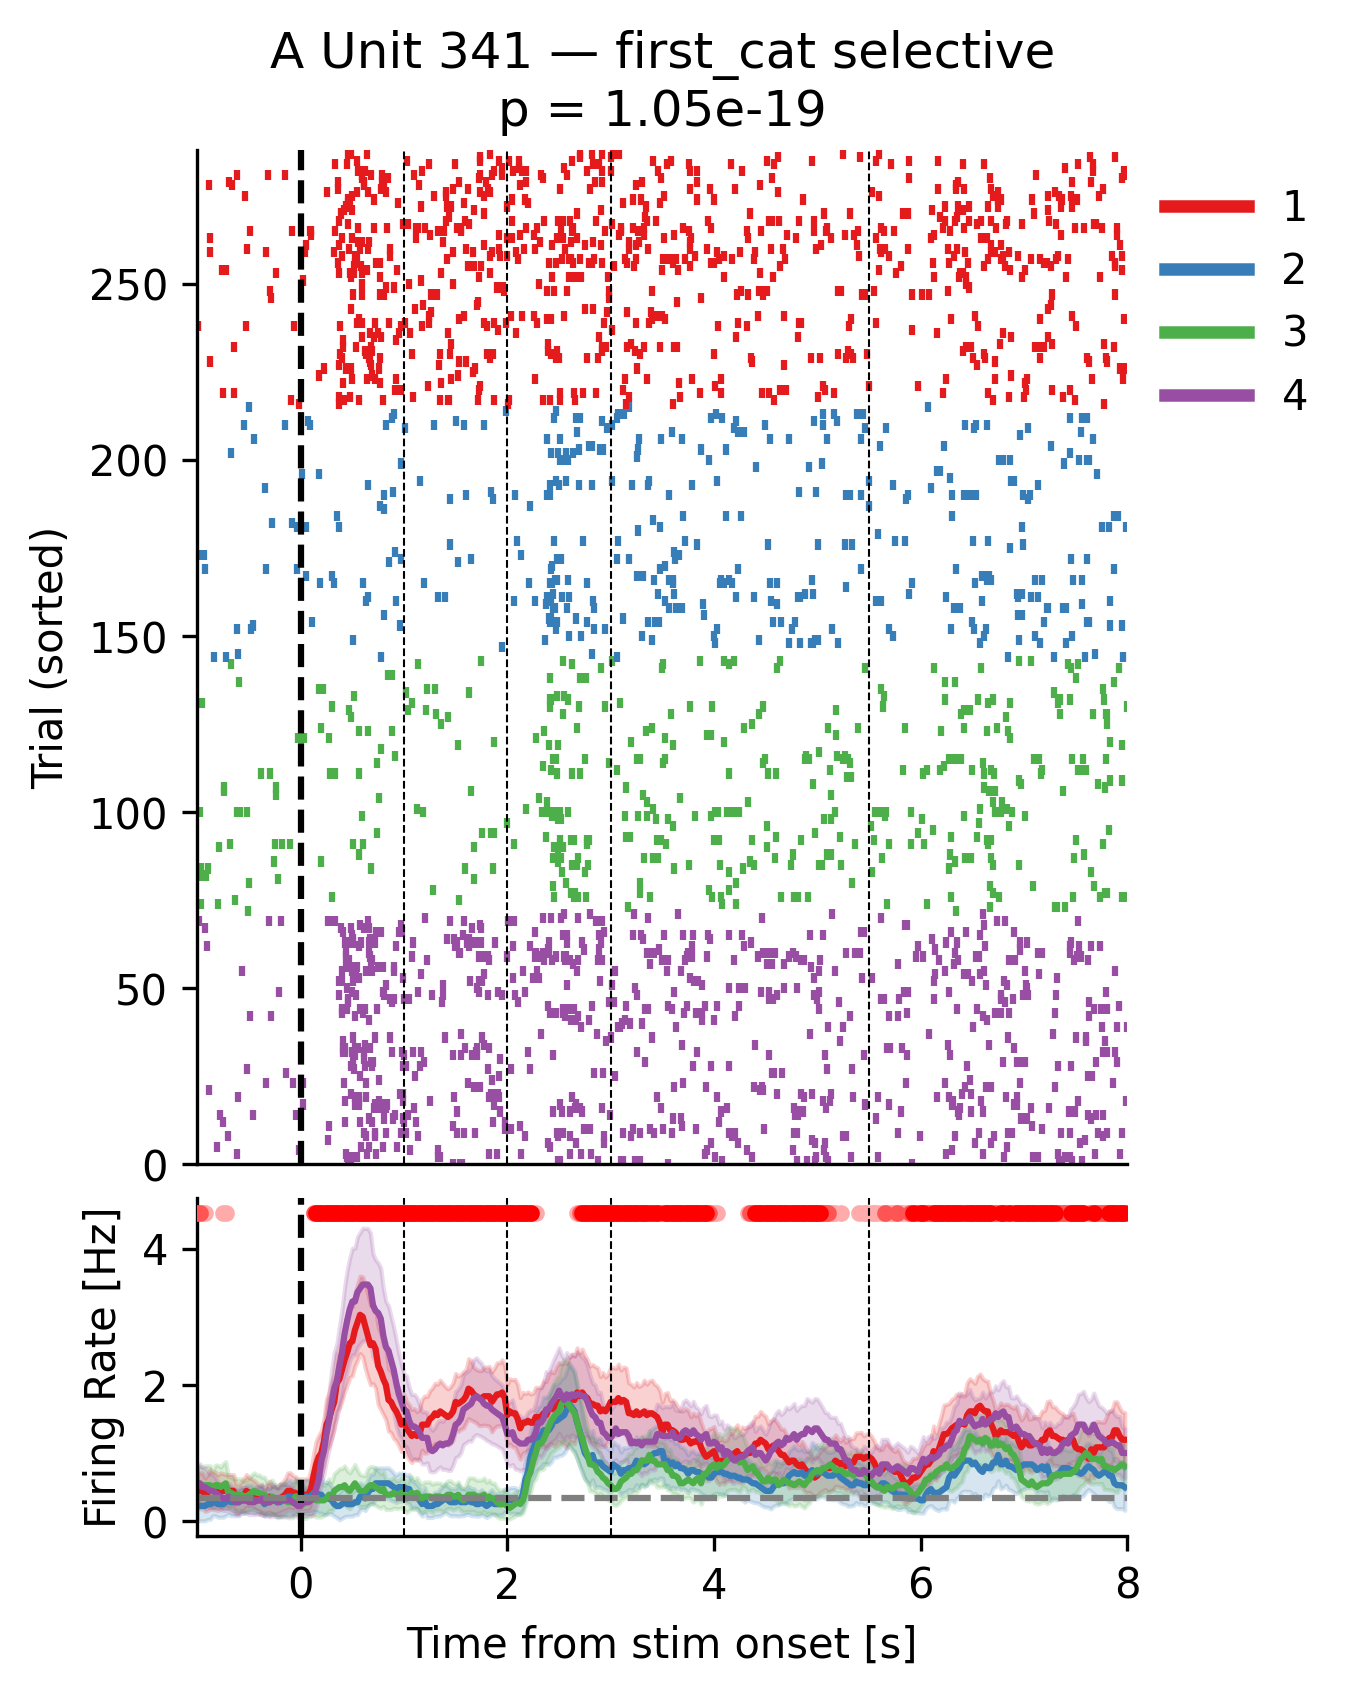 A Unit 341 — first_cat selective
p = 1.05e-19
1
2
3
4
250
200
150
100
50
0
Trial (sorted)
4
2
0
Firing Rate [Hz]
0 2 4 6 8
Time from stim onset [s]